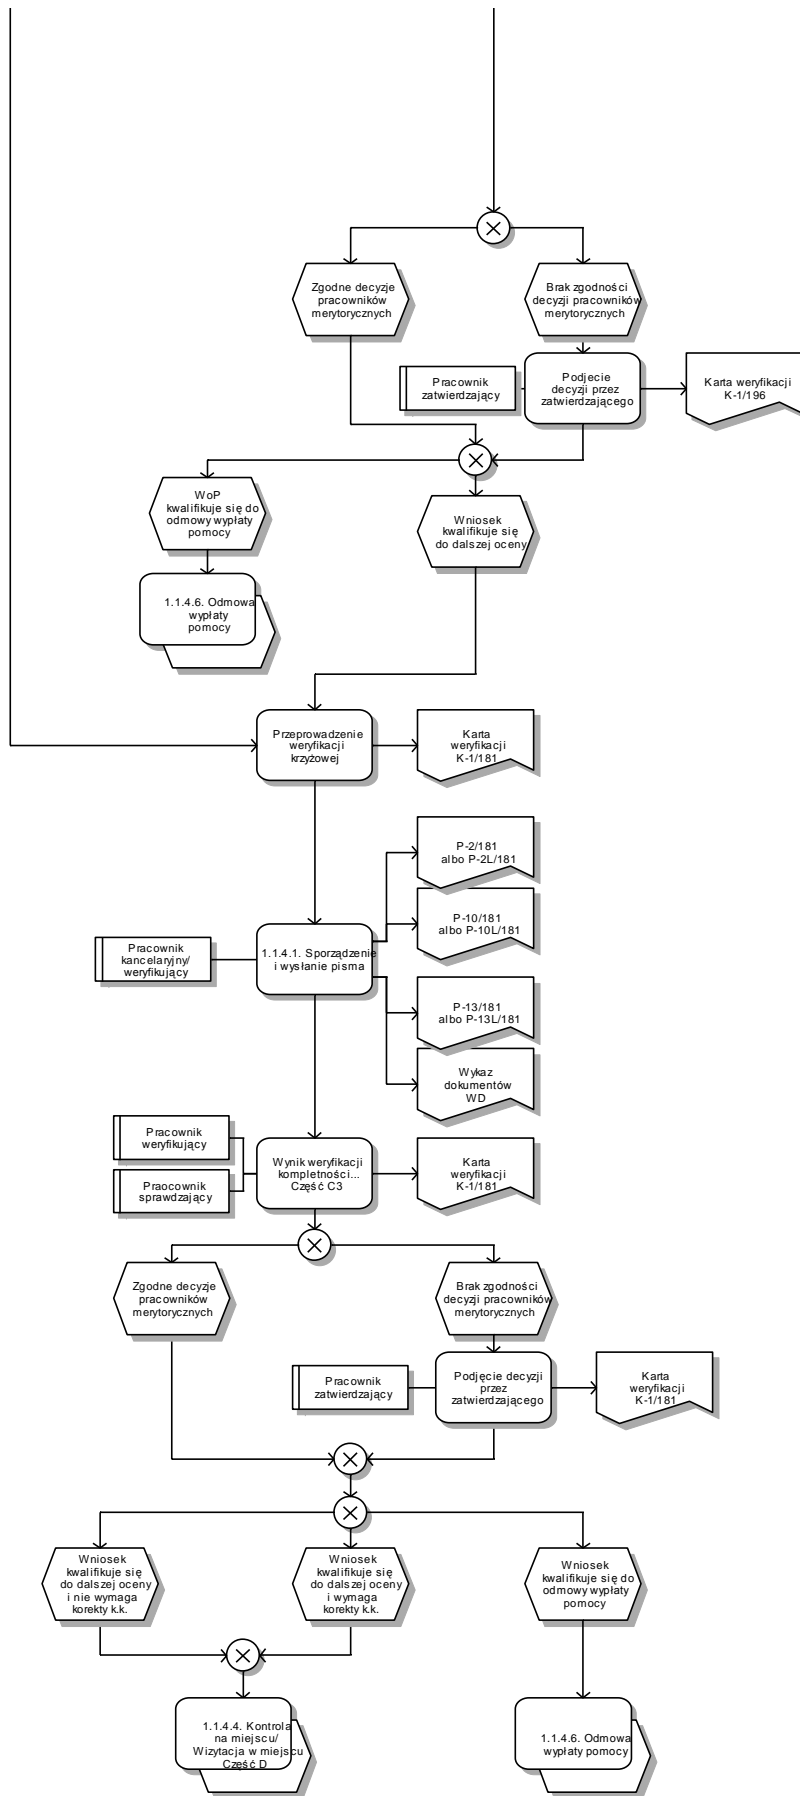 Zgodne decyzje
pracowników
merytorycznych
Brak zgodności
decyzji pracowników
merytorycznych
Pracownik
zatwierdzający
Podjecie
decyzji przez
zatwierdzającego
Karta weryfikacji
K-1/196
WoP
kwalifikuje się do
odmowy wypłaty
pomocy
Wniosek
kwalifikuje się
do dalszej oceny
1.1.4.6. Odmowa
wypłaty
pomocy
Przeprowadzenie
weryfikacji
krzyżowej
Karta
weryfikacji
K-1/181
P-2/181
albo P-2L/181
P-10/181
albo P-10L/181
Pracownik
kancelaryjny/
weryfikujący
1.1.4.1. Sporządzenie
i wysłanie pisma
P-13/181
albo P-13L/181
Wykaz
dokumentów
WD
Pracownik
weryfikujący
Praocownik
sprawdzający
Wynik weryfikacji
kompletności...
Część C3
Karta
weryfikacji
K-1/181
Zgodne decyzje
pracowników
merytorycznych
Brak zgodności
decyzji pracowników
merytorycznych
Pracownik
zatwierdzający
Podjęcie decyzji
przez
zatwierdzającego
Karta
weryfikacji
K-1/181
Wniosek
kwalifikuje się
do dalszej oceny
i nie wymaga
korekty k.k.
Wniosek
kwalifikuje się
do dalszej oceny
i wymaga
korekty k.k.
Wniosek
kwalifikuje się do
odmowy wypłaty
pomocy
1.1.4.4. Kontrola
na miejscu/
Wizytacja w miejscu
Część D
1.1.4.6. Odmowa
wypłaty pomocy